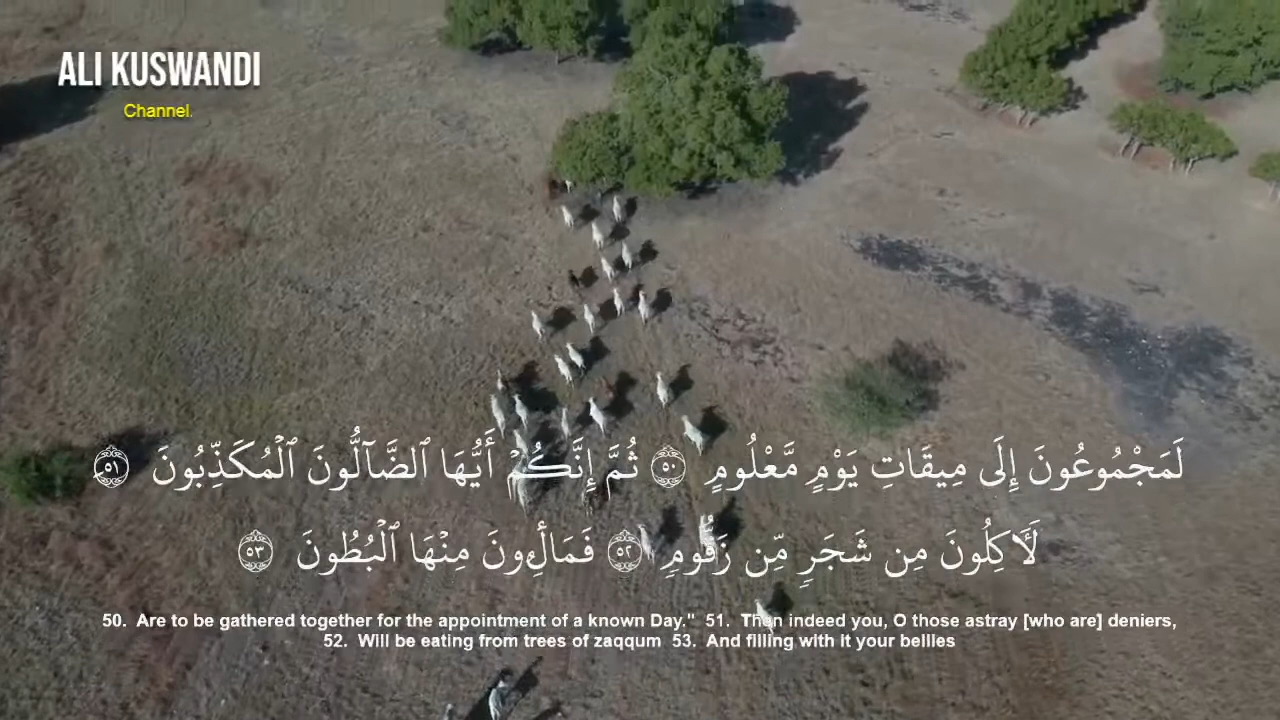 ALI KUSWANDI
Channel
لَمَجْمُوعُونَ إِلَىٰ مِيقَاتِ يَوْمٍ مَّعْلُومٍ ۝٥٠ ثُمَّ إِنَّكُمْ أَيُّهَا ٱلضَّآلُّونَ ٱلْمُكَذِّبُونَ ۝٥١
لَءَاكِلُونَ مِن شَجَرٍ مِّن زَقُّومٍ ۝٥٢ فَمَالِـُٔونَ مِنْهَا ٱلْبُطُونَ ۝٥٣
50. Are to be gathered together for the appointment of a known Day." 51. Then indeed you, O those astray [who are] deniers,
52. Will be eating from trees of zaqqum 53. And filling with it your bellies